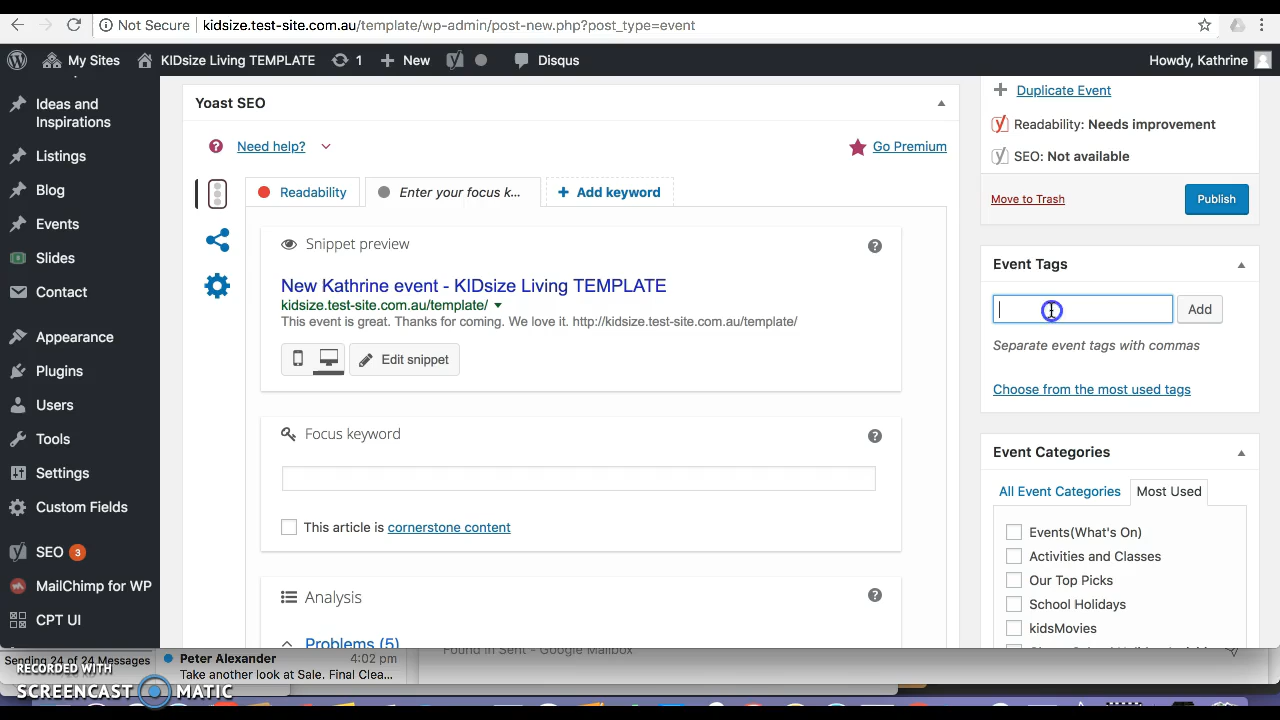 Not Secure kidsize.test-site.com.au/template/wp-admin/post-new.php?post_type=event
My Sites KIDsize Living TEMPLATE 1 New Disqus Howdy, Kathrine
Ideas and
Inspirations
Listings
Blog
Events
Slides
Contact
Appearance
Plugins
Users
Tools
Settings
Custom Fields
SEO 3
MailChimp for WP
CPT UI
Yoast SEO
Need help?
Go Premium
Readability Enter your focus k... Add keyword
Snippet preview
New Kathrine event - KIDsize Living TEMPLATE
kidsize.test-site.com.au/template/
This event is great. Thanks for coming. We love it. http://kidsize.test-site.com.au/template/
Edit snippet
Focus keyword
This article is cornerstone content
Analysis
Problems (5)
Duplicate Event
Readability: Needs improvement
SEO: Not available
Move to Trash Publish
Event Tags
Add
Separate event tags with commas
Choose from the most used tags
Event Categories
All Event Categories Most Used
Events(What's On)
Activities and Classes
Our Top Picks
School Holidays
kidsMovies
Sending 24 of 24 Messages
Peter Alexander 4:02 pm
Take another look at Sale. Final Clea...
Found in Sent - Google Mailbox
RECORDED WITH
SCREENCAST MATIC